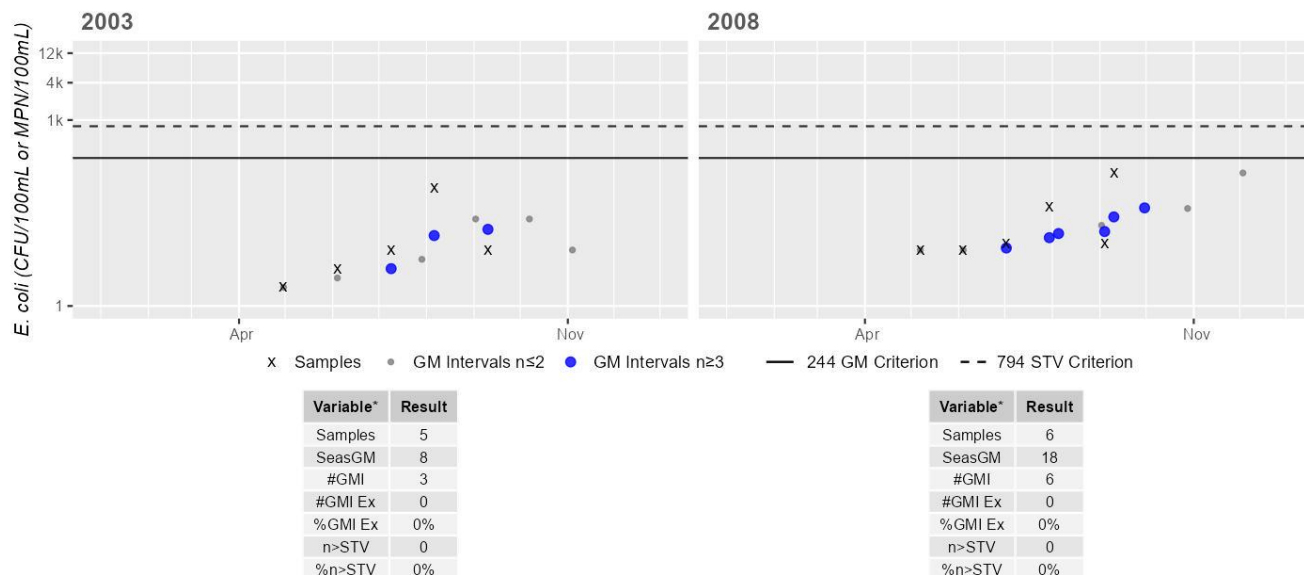 2003 2008
E. coli (CFU/100mL or MPN/100mL)
12k
4k
1k
1
Apr Nov Apr Nov
x Samples GM Intervals n≤2 GM Intervals n≥3 244 GM Criterion 794 STV Criterion
Variable* Result Variable* Result
Samples 5 Samples 6
SeasGM 8 SeasGM 18
#GMI 3 #GMI 6
#GMI Ex 0 #GMI Ex 0
%GMI Ex 0% %GMI Ex 0%
n>STV 0 n>STV 0
%n>STV 0% %n>STV 0%